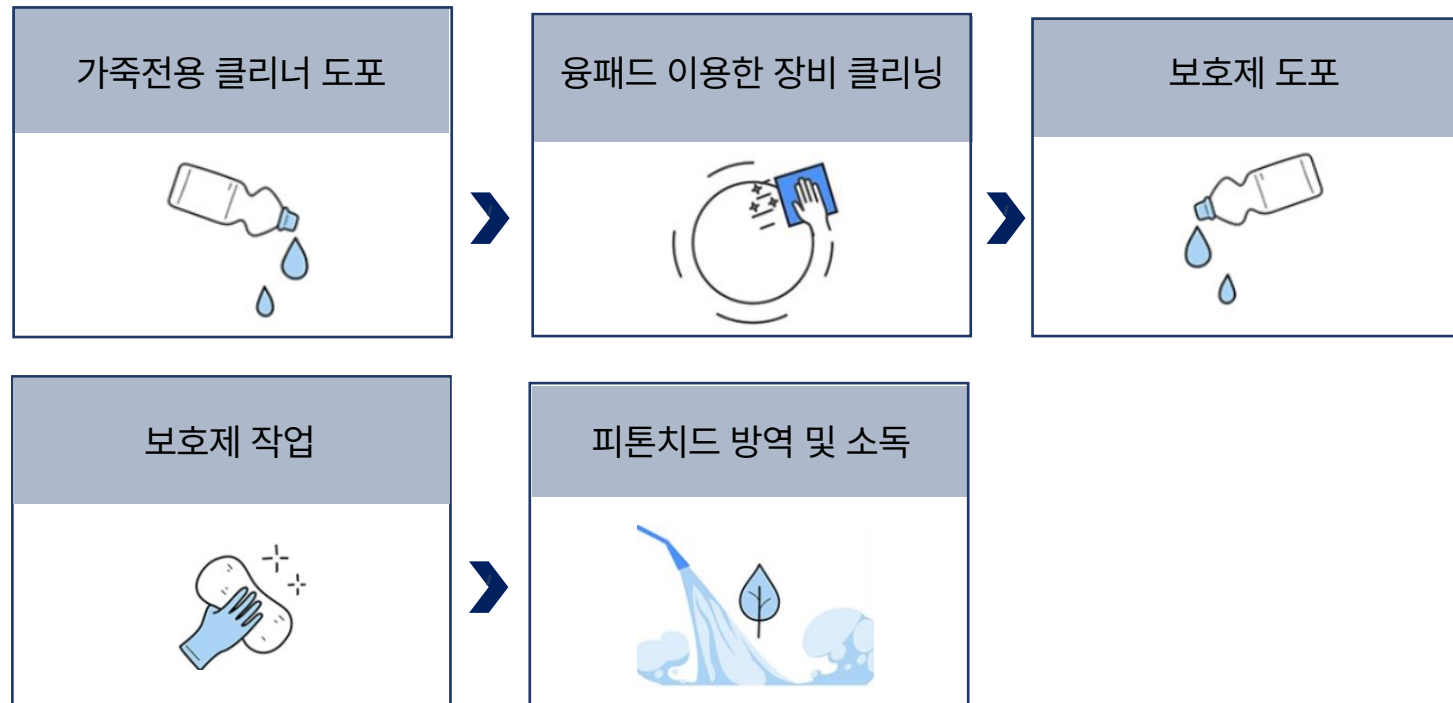 가죽전용 클리너 도포
융패드 이용한 장비 클리닝
보호제 도포
보호제 작업
피톤치드 방역 및 소독